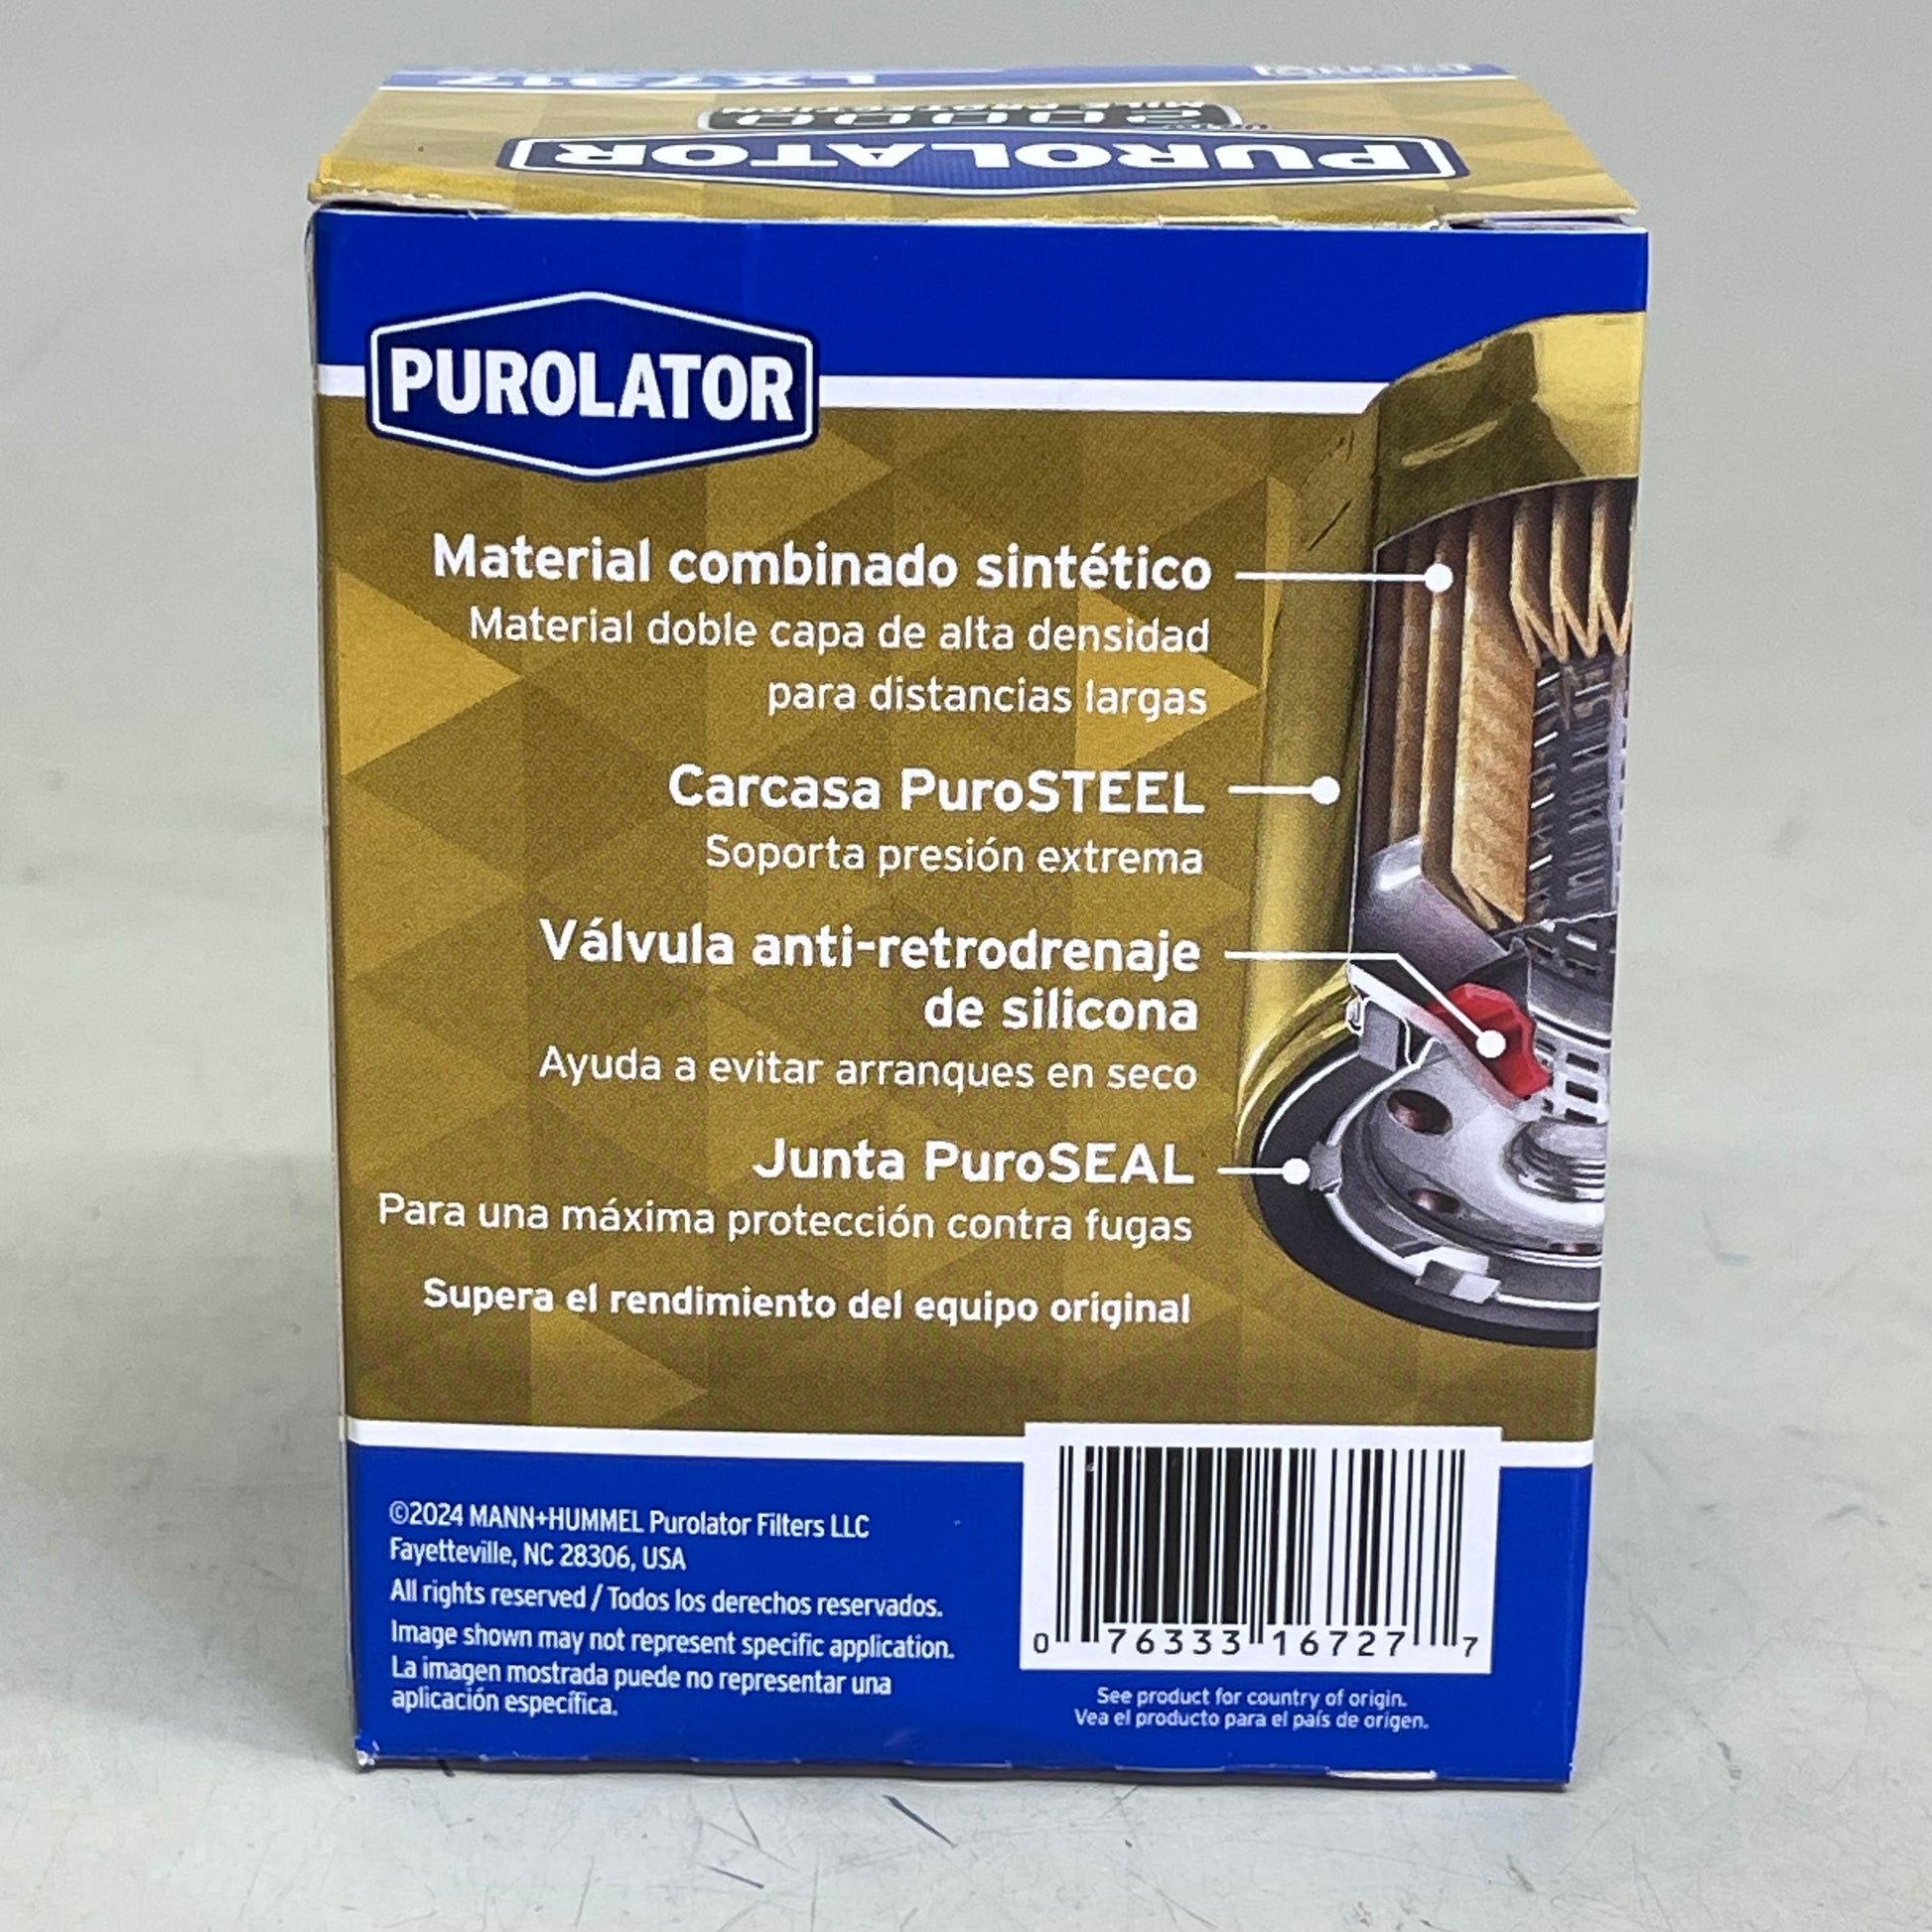 PUROLATOR
PUROLATOR
Material combinado sintético
Material doble capa de alta densidad
para distancias largas
Carcasa PuroSTEEL
Soporta presión extrema
Válvula anti-retrodrenaje
de silicona
Ayuda a evitar arranques en seco
Junta PuroSEAL
Para una máxima protección contra fugas
Supera el rendimiento del equipo original
©2024 MANN+HUMMEL Purolator Filters LLC
Fayetteville, NC 28306, USA
All rights reserved / Todos los derechos reservados.
Image shown may not represent specific application.
La imagen mostrada puede no representar una
aplicación específica.
0 76333 16727 7
See product for country of origin.
Vea el producto para el país de origen.